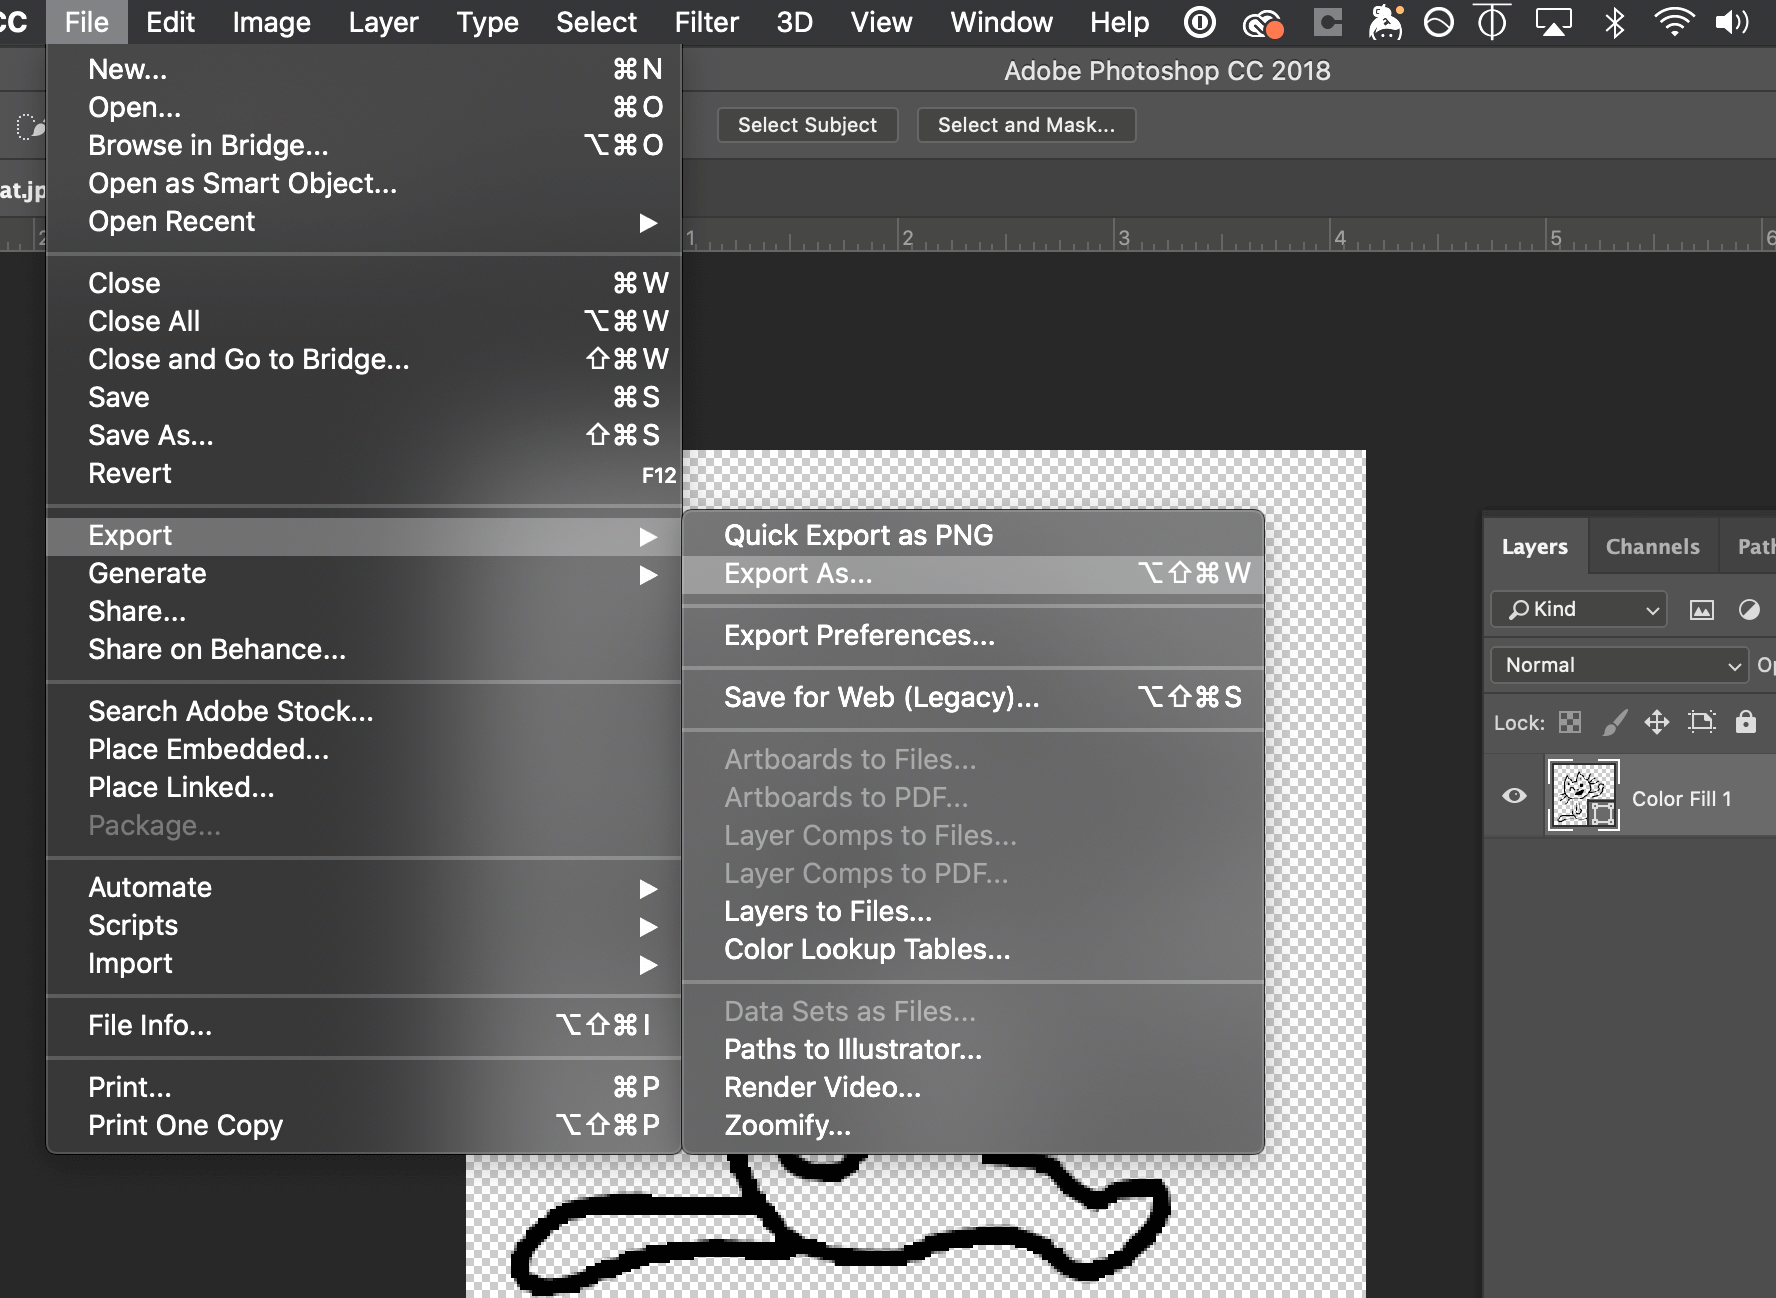 CC File Edit Image Layer Type Select Filter 3D View Window Help
Adobe Photoshop CC 2018
Select Subject Select and Mask...
at.jp
2 1 2 3 4 5 6
New... ⌘N
Open... ⌘O
Browse in Bridge... ⌥⌘O
Open as Smart Object...
Open Recent ▶
Close ⌘W
Close All ⌥⌘W
Close and Go to Bridge... ⇧⌘W
Save ⌘S
Save As... ⇧⌘S
Revert F12
Export ▶
Generate ▶
Share...
Share on Behance...
Search Adobe Stock...
Place Embedded...
Place Linked...
Package...
Automate ▶
Scripts ▶
Import ▶
File Info... ⌥⇧⌘I
Print... ⌘P
Print One Copy ⌥⇧⌘P
Quick Export as PNG
Export As... ⌥⇧⌘W
Export Preferences...
Save for Web (Legacy)... ⌥⇧⌘S
Artboards to Files...
Artboards to PDF...
Layer Comps to Files...
Layer Comps to PDF...
Layers to Files...
Color Lookup Tables...
Data Sets as Files...
Paths to Illustrator...
Render Video...
Zoomify...
Layers Channels Path
Kind
Normal Op
Lock:
Color Fill 1